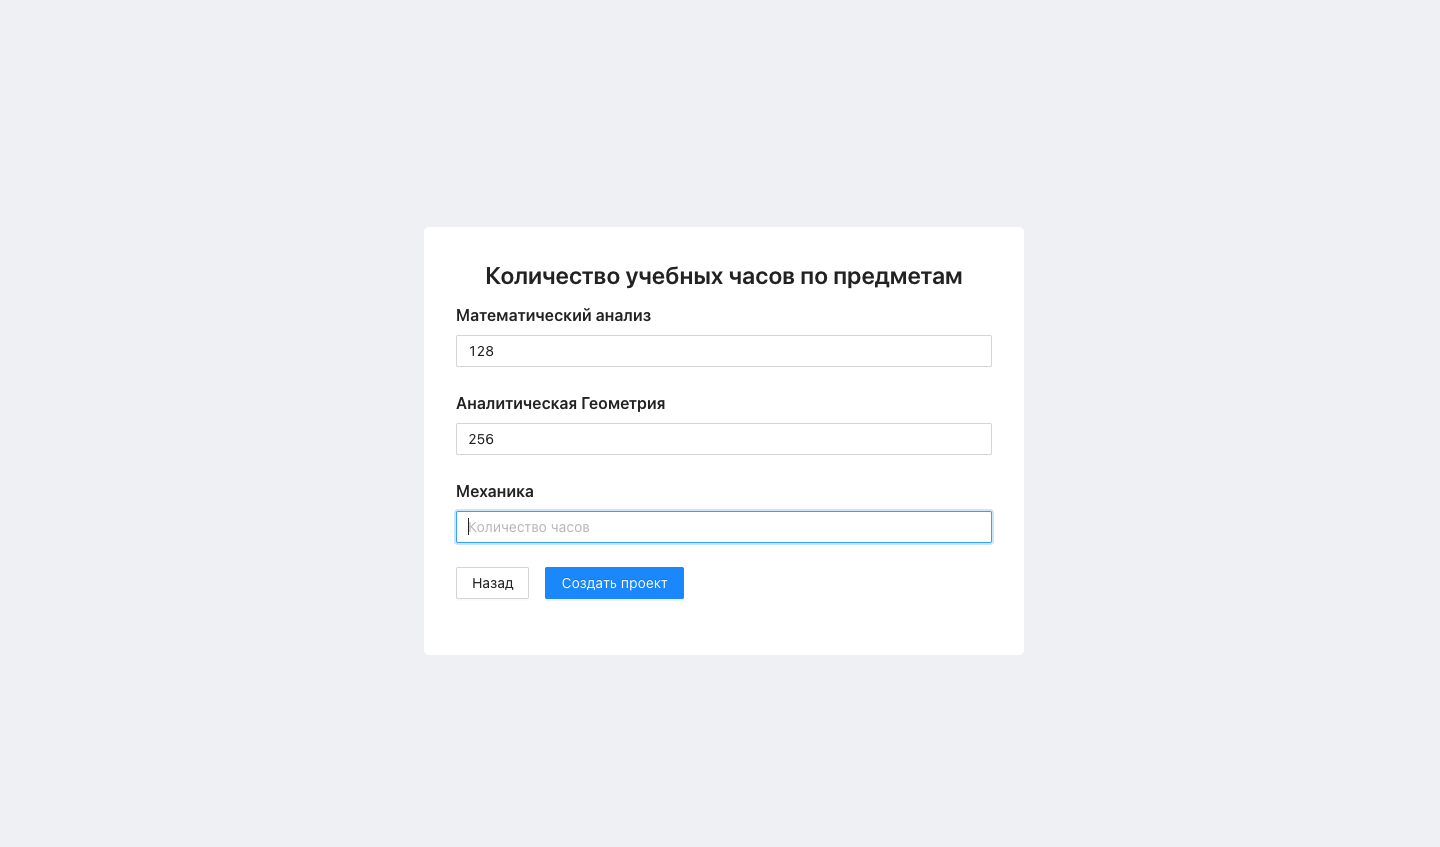 Количество учебных часов по предметам
Математический анализ
128
Аналитическая Геометрия
256
Механика
Количество часов
Назад
Создать проект